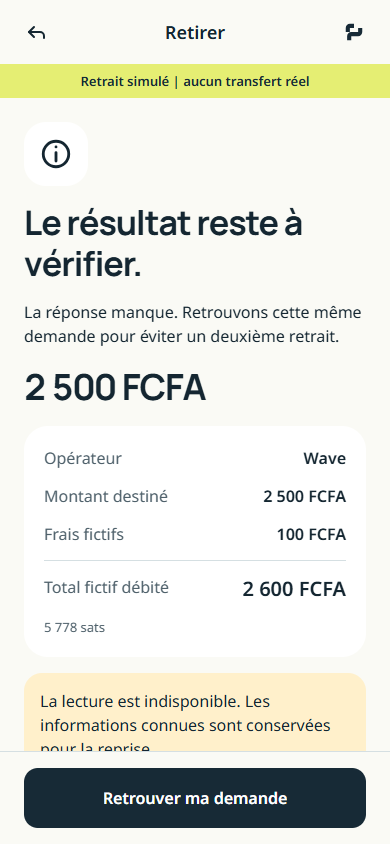 Retirer
Retrait simulé | aucun transfert réel
Le résultat reste à
vérifier.
La réponse manque. Retrouvons cette même
demande pour éviter un deuxième retrait.
2 500 FCFA
Opérateur Wave
Montant destiné 2 500 FCFA
Frais fictifs 100 FCFA
Total fictif débité 2 600 FCFA
5 778 sats
La lecture est indisponible. Les
informations connues sont conservées
pour la reprise
Retrouver ma demande